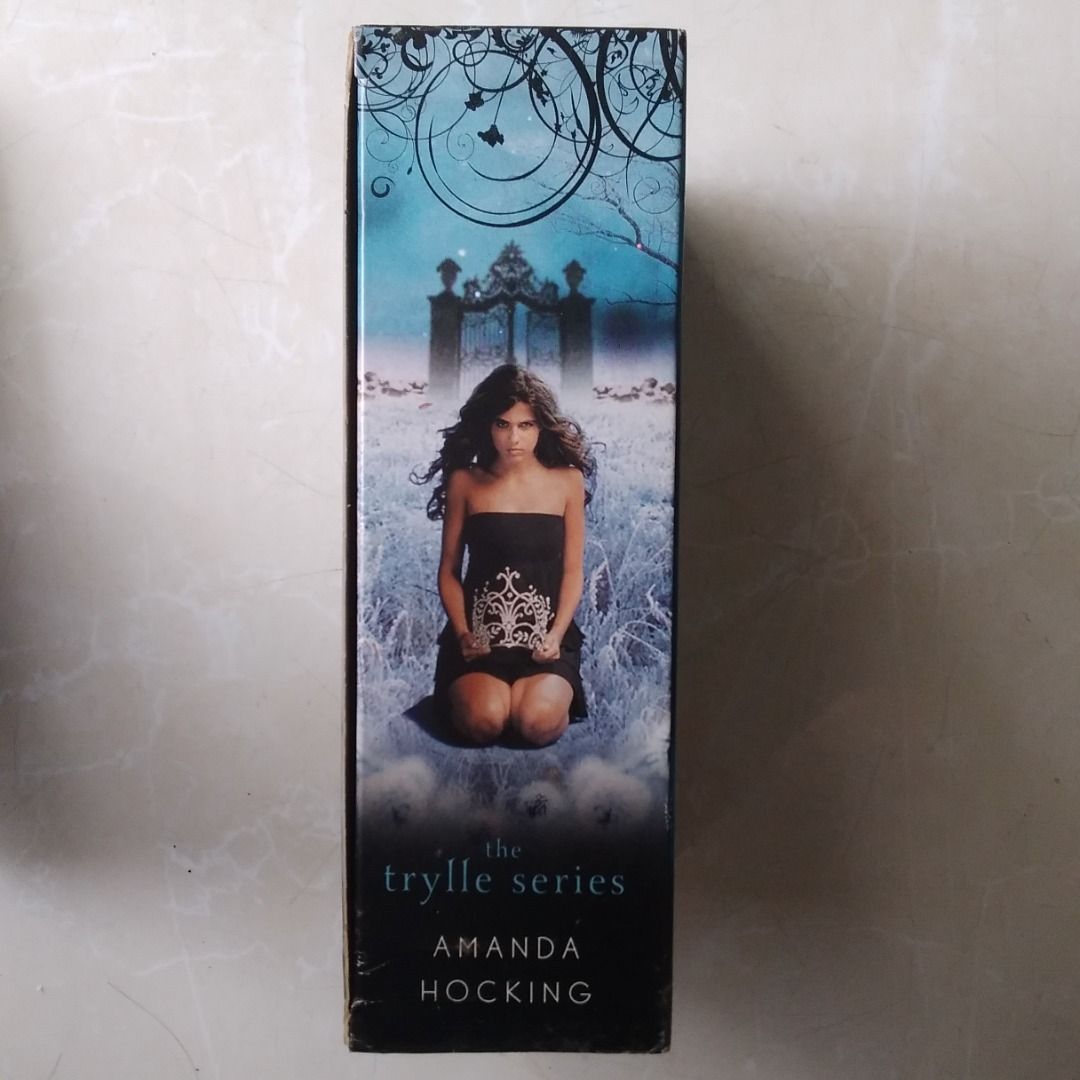 the
trylle series
AMANDA
HOCKING